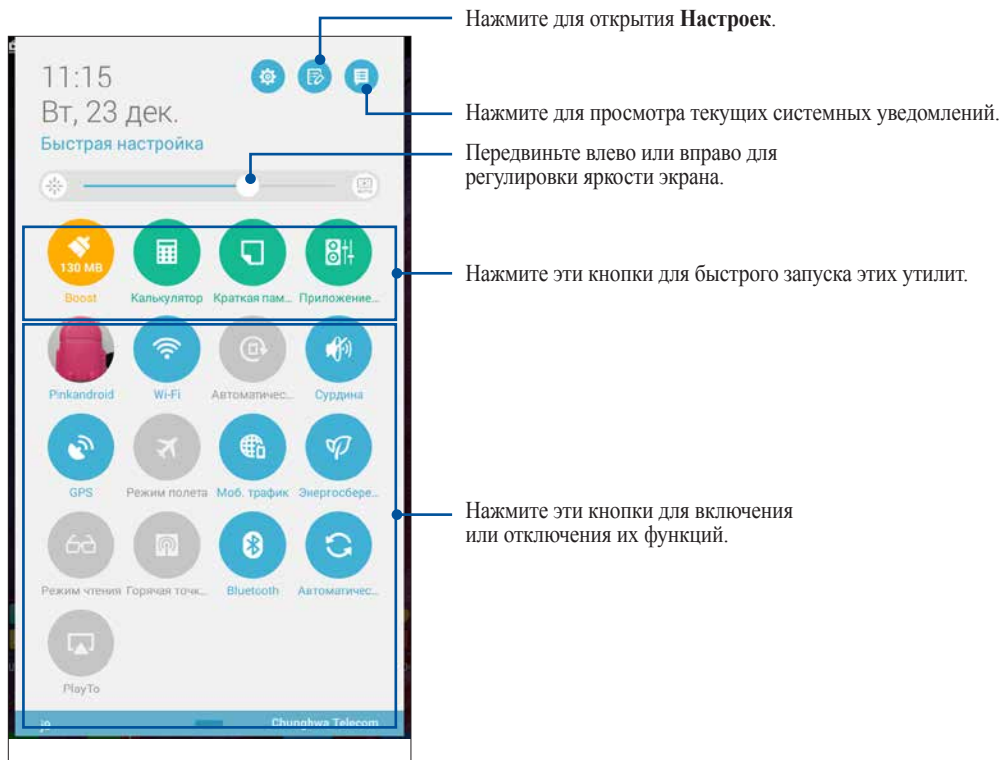 Нажмите для открытия Настроек.
11:15
Вт, 23 дек.
Быстрая настройка
Нажмите для просмотра текущих системных уведомлений.
Передвиньте влево или вправо для
регулировки яркости экрана.
130 MB
Boost Калькулятор Краткая пам... Приложение...
Нажмите эти кнопки для быстрого запуска этих утилит.
Pinkandroid Wi-Fi Автоматичес... Сурдина
GPS Режим полета Моб. трафик Энергосбере...
Нажмите эти кнопки для включения
или отключения их функций.
Режим чтения Горячая точк... Bluetooth Автоматичес...
PlayTo
Chunghwa Telecom